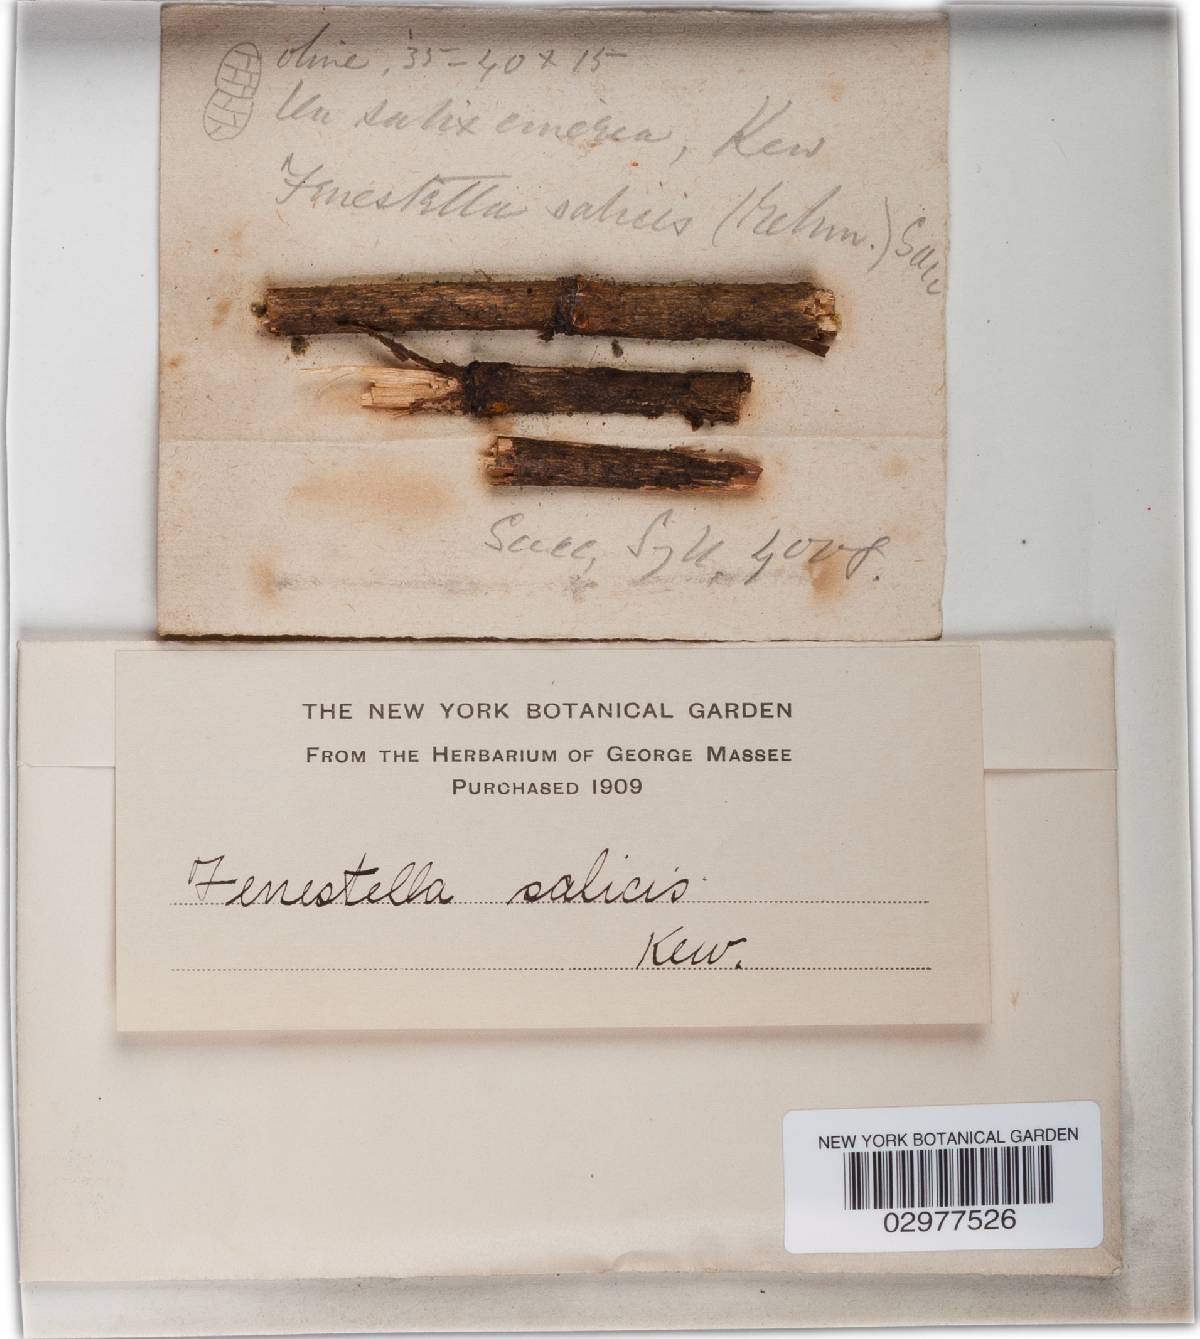 olive, 35-40 x 15
On salix cinerea, Kew
Fenestella salicis (Rehm.) Sacc
Sacc, Syll, 4008.
THE NEW YORK BOTANICAL GARDEN
FROM THE HERBARIUM OF GEORGE MASSEE
PURCHASED 1909
Fenestella salicis
Kew.
NEW YORK BOTANICAL GARDEN
02977526